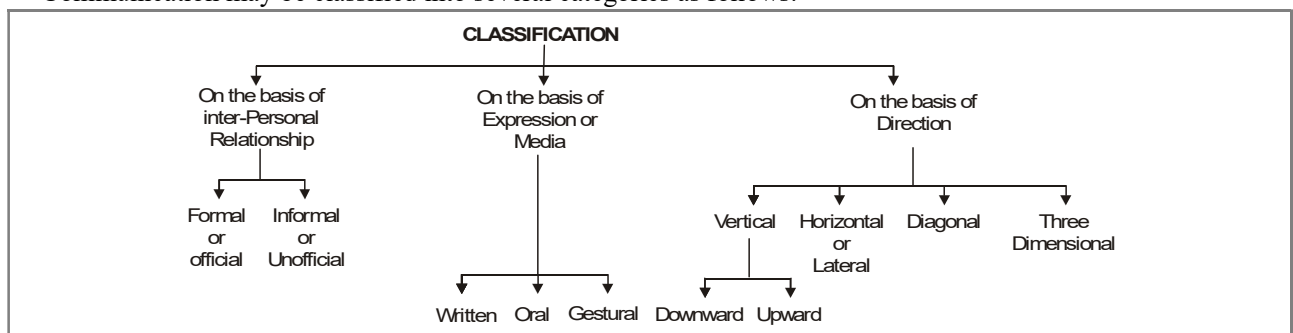 Communication may be classified into several categories as follows:
CLASSIFICATION
On the basis of
inter-Personal
Relationship
On the basis of
Expression or
Media
On the basis of
Direction
Formal
or
official
Informal
or
Unofficial
Vertical
Horizontal
or
Lateral
Diagonal
Three
Dimensional
Written
Oral
Gestural
Downward
Upward